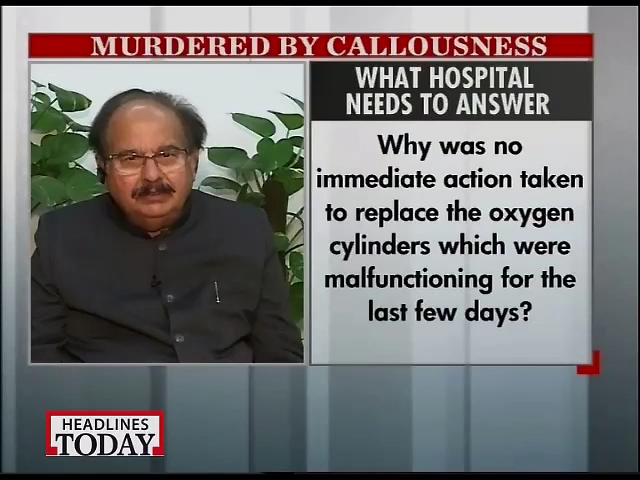 MURDERED BY CALLOUSNESS
WHAT HOSPITAL
NEEDS TO ANSWER
Why was no
immediate action taken
to replace the oxygen
cylinders which were
malfunctioning for the
last few days?
HEADLINES
TODAY